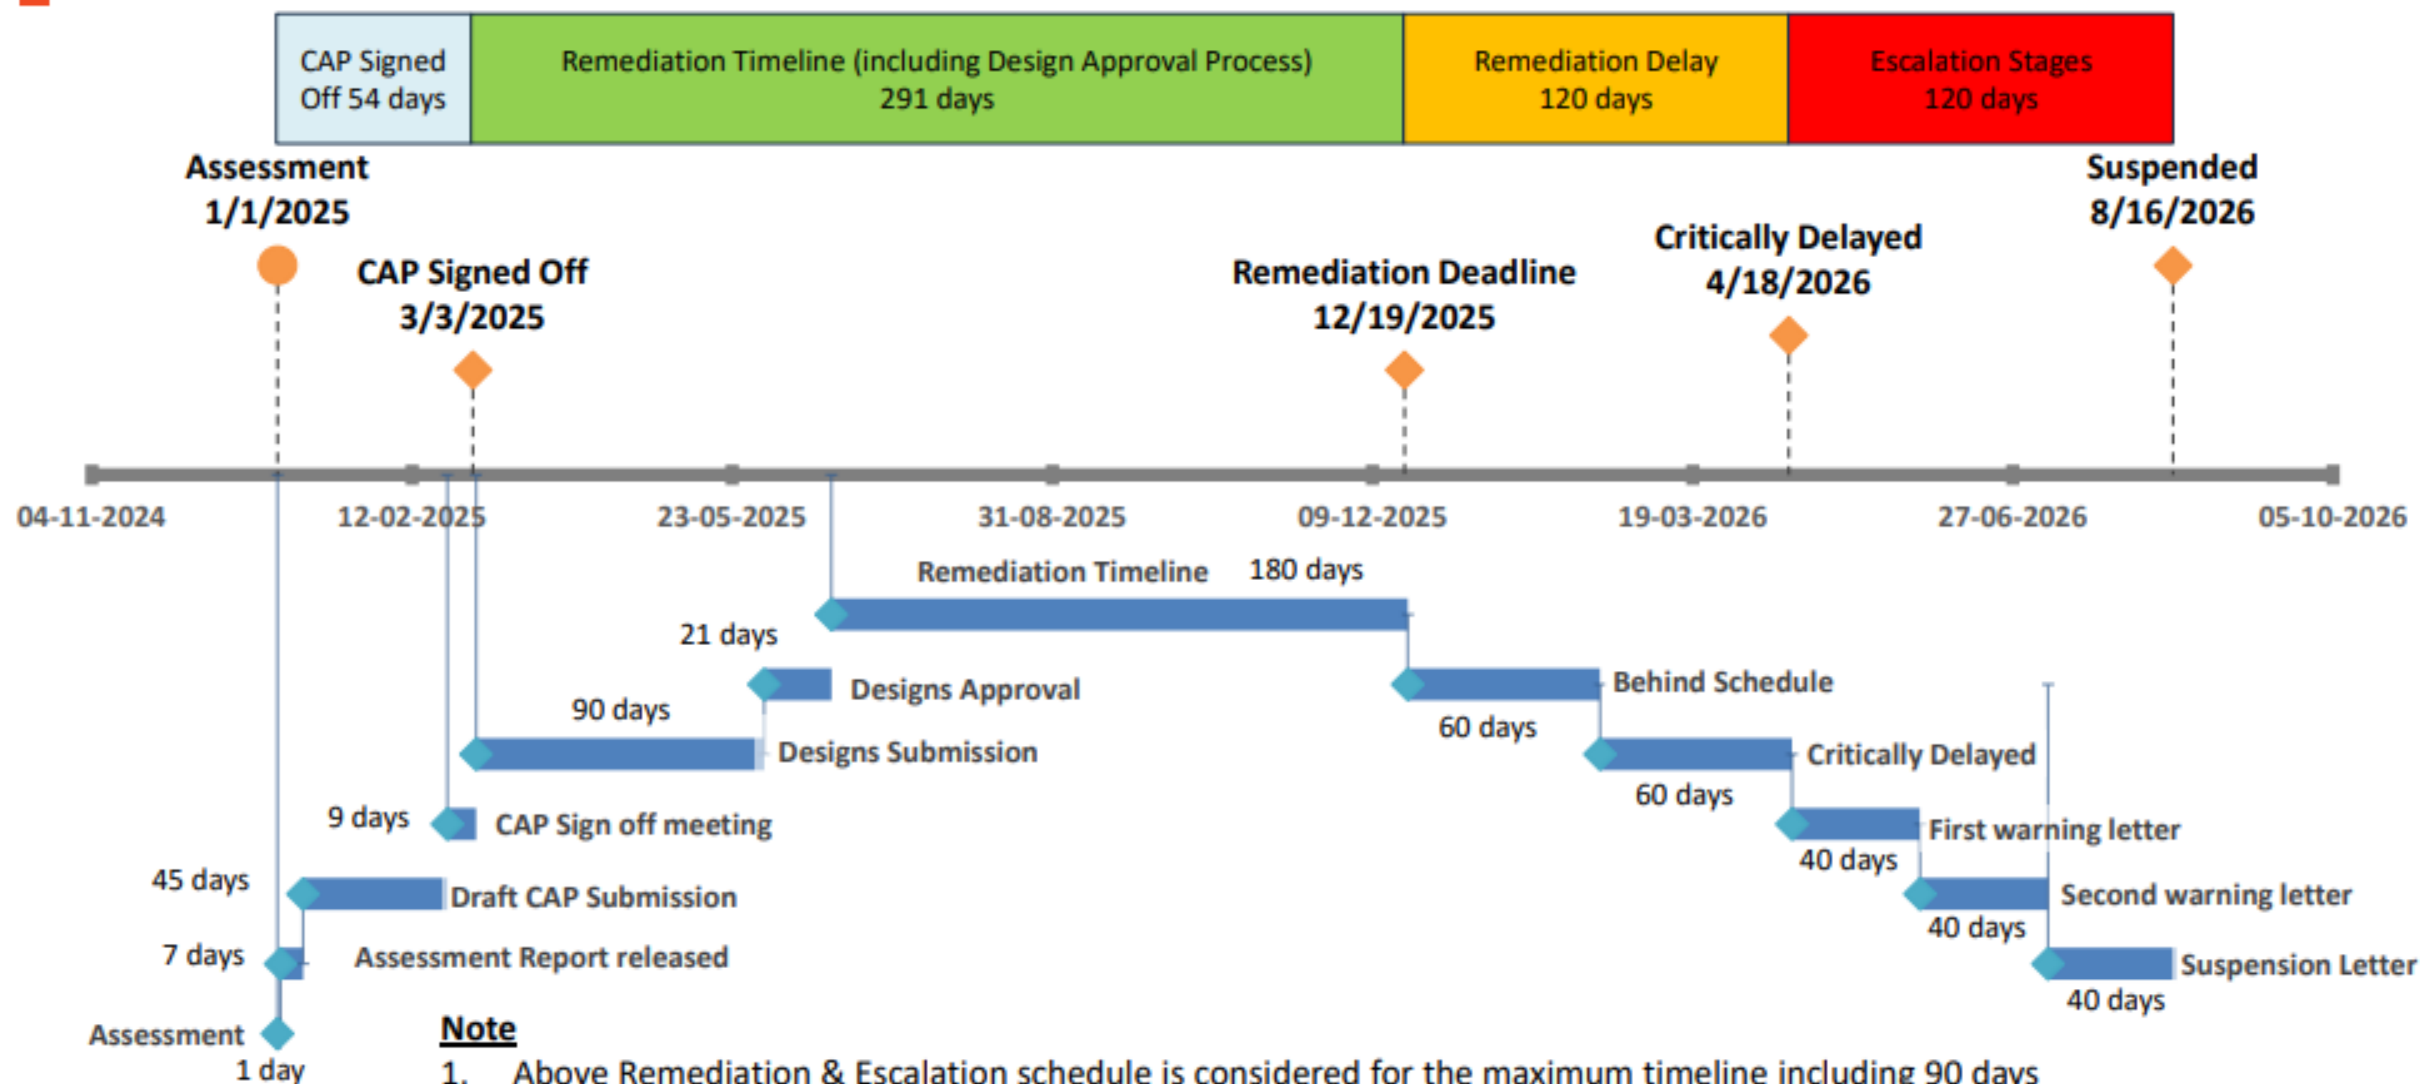 CAP Signed
Off 54 days
Remediation Timeline (including Design Approval Process)
291 days
Remediation Delay
120 days
Escalation Stages
120 days
Assessment
1/1/2025
CAP Signed Off
3/3/2025
Remediation Deadline
12/19/2025
Critically Delayed
4/18/2026
Suspended
8/16/2026
04-11-2024
12-02-2025
23-05-2025
31-08-2025
09-12-2025
19-03-2026
27-06-2026
05-10-2026
Remediation Timeline
180 days
21 days
Designs Approval
Behind Schedule
60 days
90 days
Designs Submission
Critically Delayed
60 days
9 days
CAP Sign off meeting
First warning letter
40 days
45 days
Draft CAP Submission
Second warning letter
40 days
7 days
Assessment Report released
Suspension Letter
40 days
Assessment
1 day
Note
1. Above Remediation & Escalation schedule is considered for the maximum timeline including 90 days